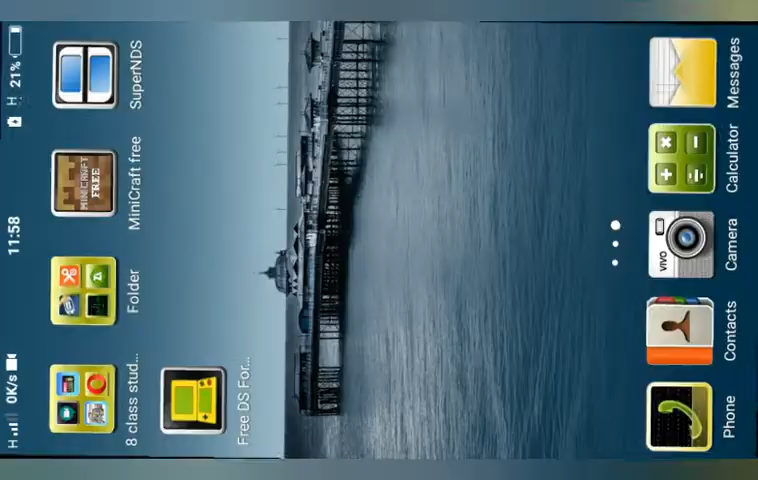 H 0K/s 11:58 H 21%
8 class stud...
Folder
MINICRAFT
FREE
MiniCraft free
SuperNDS
Free DS For...
vivo
Phone
Contacts
Camera
Calculator
Messages